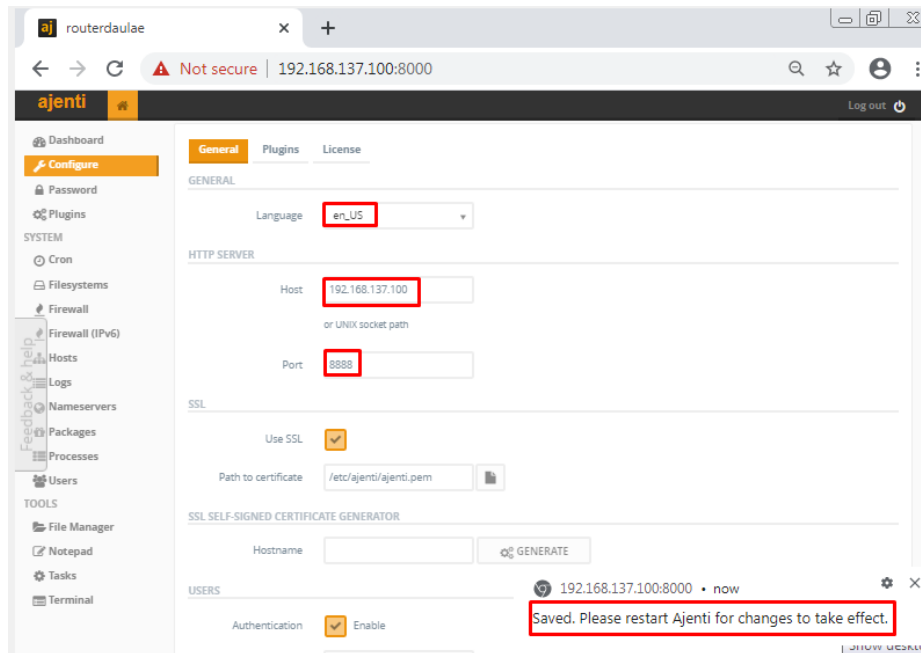 aj routerdaulae
Not secure | 192.168.137.100:8000
ajenti
Log out
Dashboard
Configure
Password
Plugins
SYSTEM
Cron
Filesystems
Firewall
Firewall (IPv6)
Hosts
Logs
Nameservers
Packages
Processes
Users
TOOLS
File Manager
Notepad
Tasks
Terminal
Feedback & help
General Plugins License
GENERAL
Language en_US
HTTP SERVER
Host 192.168.137.100
or UNIX socket path
Port 8888
SSL
Use SSL
Path to certificate /etc/ajenti/ajenti.pem
SSL SELF-SIGNED CERTIFICATE GENERATOR
Hostname GENERATE
USERS
Authentication Enable
192.168.137.100:8000 • now
Saved. Please restart Ajenti for changes to take effect.